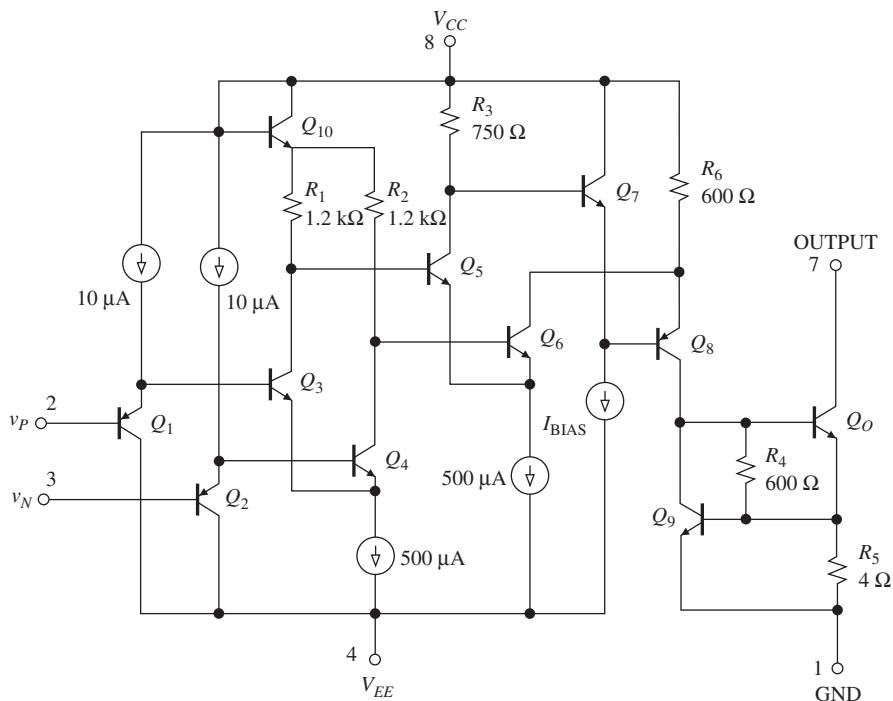 V_CC
8
R_3
750 Ω
Q_10
R_1
1.2 kΩ
R_2
1.2 kΩ
Q_7
R_6
600 Ω
OUTPUT
7
10 μA
10 μA
Q_5
Q_6
Q_8
Q_3
2
v_P
Q_1
I_BIAS
Q_O
Q_4
R_4
600 Ω
3
v_N
Q_2
500 μA
Q_9
500 μA
R_5
4 Ω
4
V_EE
1
GND